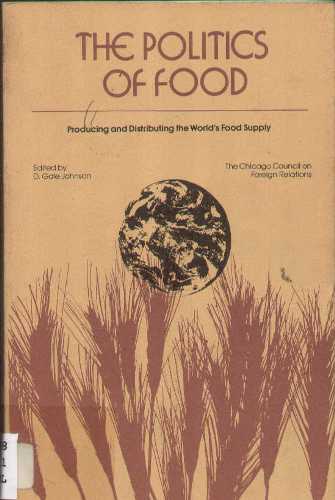 THE POLITICS
OF FOOD
Producing and Distributing the World's Food Supply
Edited by
D. Gale Johnson
The Chicago Council on
Foreign Relations
B
1
L